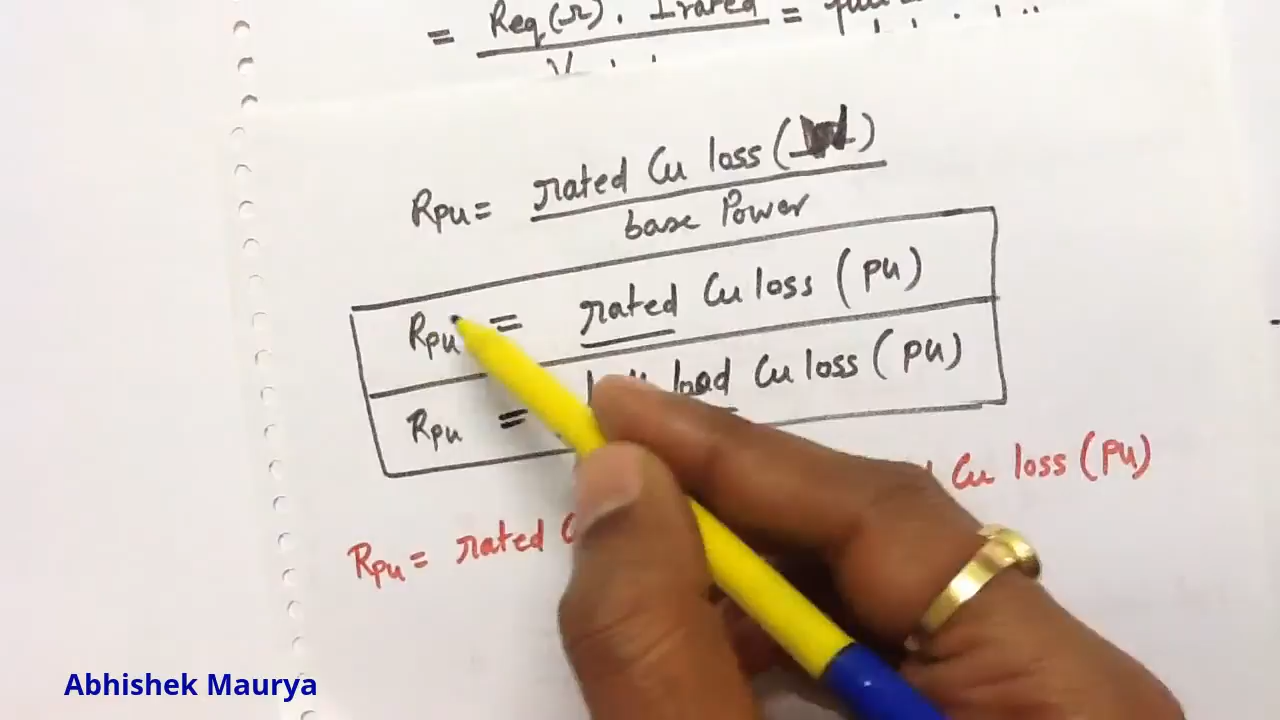 = Req(Ω). Irated =
Rpu = rated Cu loss ( )
base Power
Rpu = rated Cu loss (pu)
Rpu = load Cu loss (pu)
Rpu = rated Cu loss (pu)
Abhishek Maurya